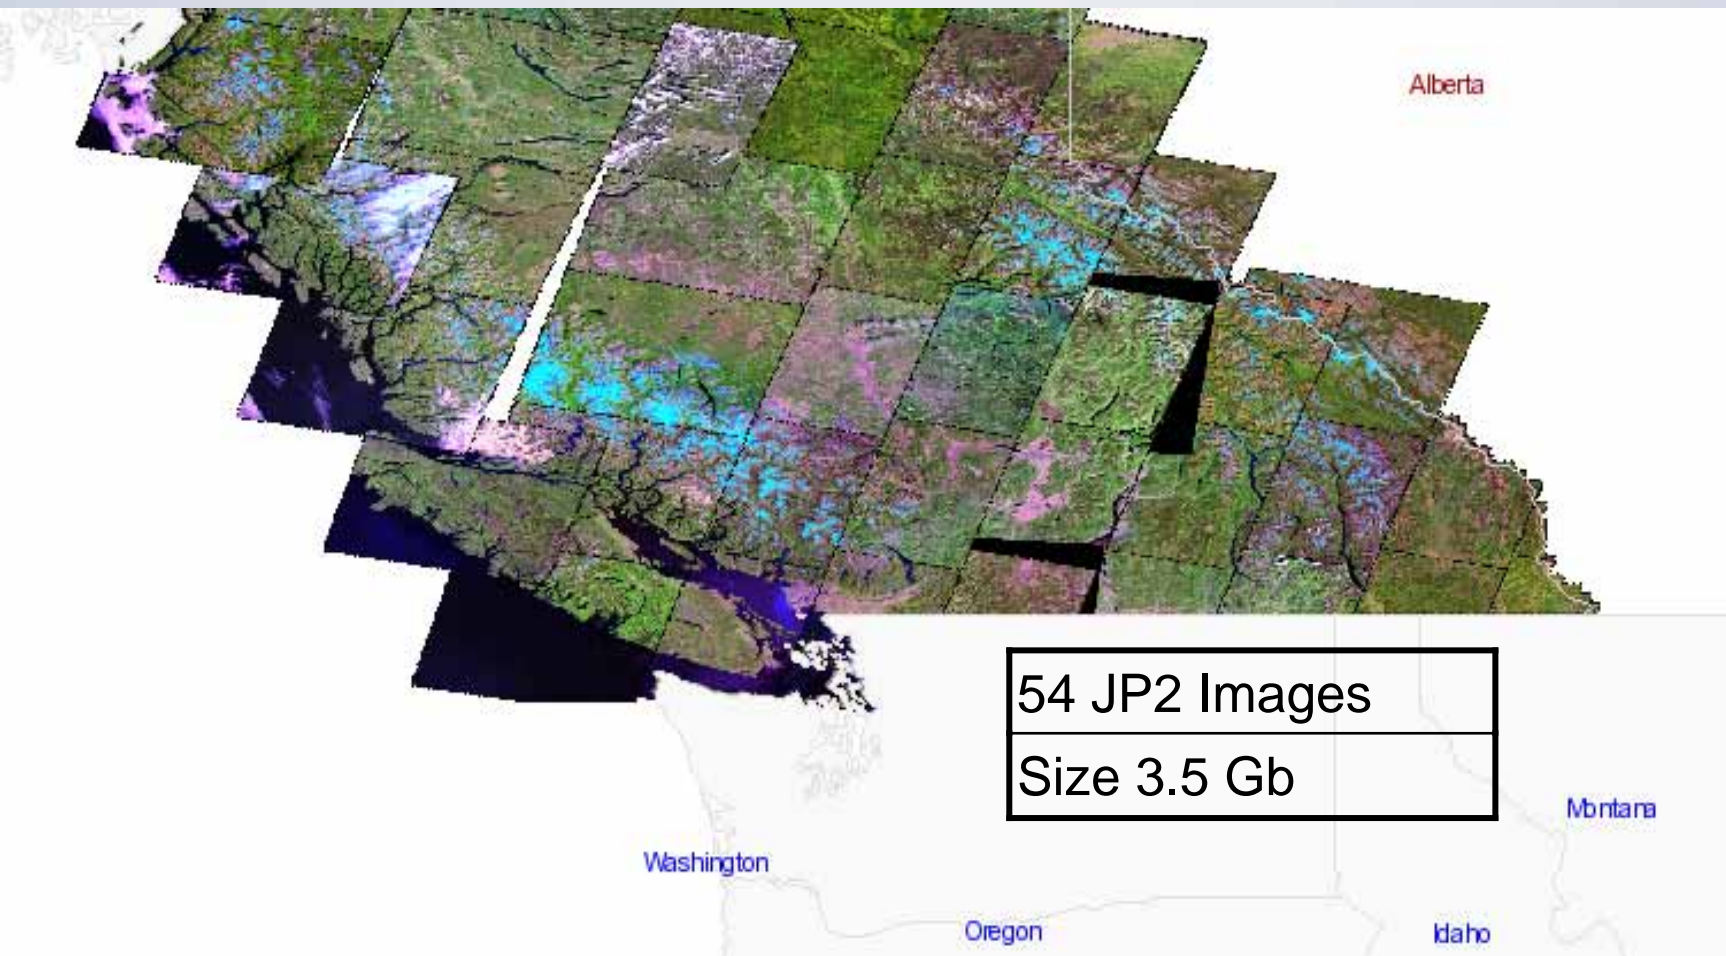 Alberta
54 JP2 Images
Size 3.5 Gb
Montana
Washington
Oregon
Idaho